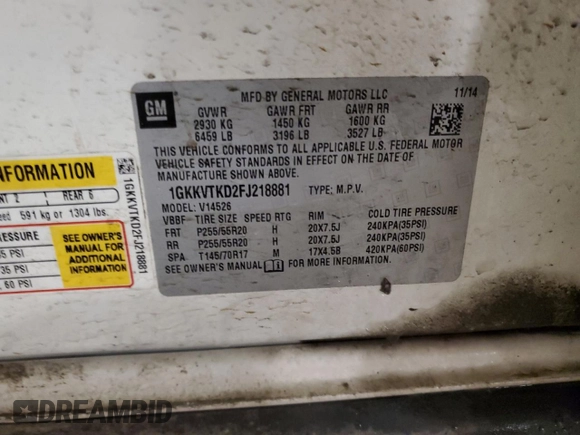 MFD BY GENERAL MOTORS LLC 11/14
GM
GVWR GAWR FRT GAWR RR
2930 KG 1450 KG 1600 KG
6459 LB 3196 LB 3527 LB
THIS VEHICLE CONFORMS TO ALL APPLICABLE U.S. FEDERAL MOTOR
VEHICLE SAFETY STANDARDS IN EFFECT ON THE DATE OF
MANUFACTURE SHOWN ABOVE.
1GKKVTKD2FJ218881 TYPE: M.P.V.
MODEL: V14526
VBBF TIRE SIZE SPEED RTG RIM COLD TIRE PRESSURE
FRT P255/55R20 H 20X7.5J 240KPA(35PSI)
RR P255/55R20 H 20X7.5J 240KPA(35PSI)
SPA T145/70R17 M 17X4.5B 420KPA(60PSI)
SEE OWNER'S MANUAL FOR MORE INFORMATION.
INFORMATION
2 REAR 6
591 kg or 1304 lbs.
PRESSURE
35 PSI
35 PSI
60 PSI
SEE OWNER'S
MANUAL FOR
ADDITIONAL
INFORMATION
1GKKVTKD2FJ218881
DREAMBID